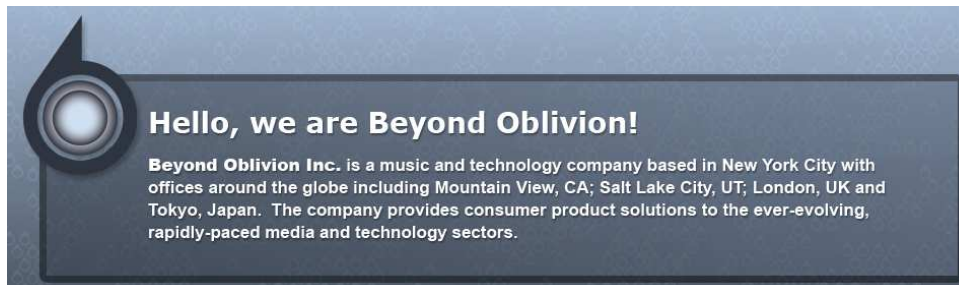 Hello, we are Beyond Oblivion!
Beyond Oblivion Inc. is a music and technology company based in New York City with
offices around the globe including Mountain View, CA; Salt Lake City, UT; London, UK and
Tokyo, Japan.  The company provides consumer product solutions to the ever-evolving,
rapidly-paced media and technology sectors.